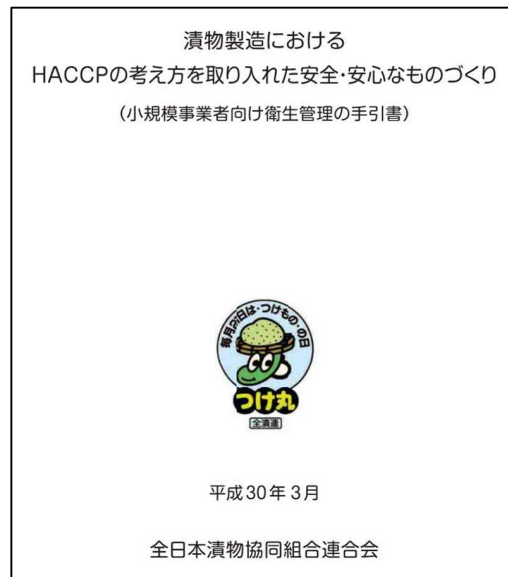 漬物製造における
HACCPの考え方を取り入れた安全・安心なものづくり
(小規模事業者向け衛生管理の手引書)
毎月21日は・つけもの・の日
つけ丸
全漬連
平成30年3月
全日本漬物協同組合連合会